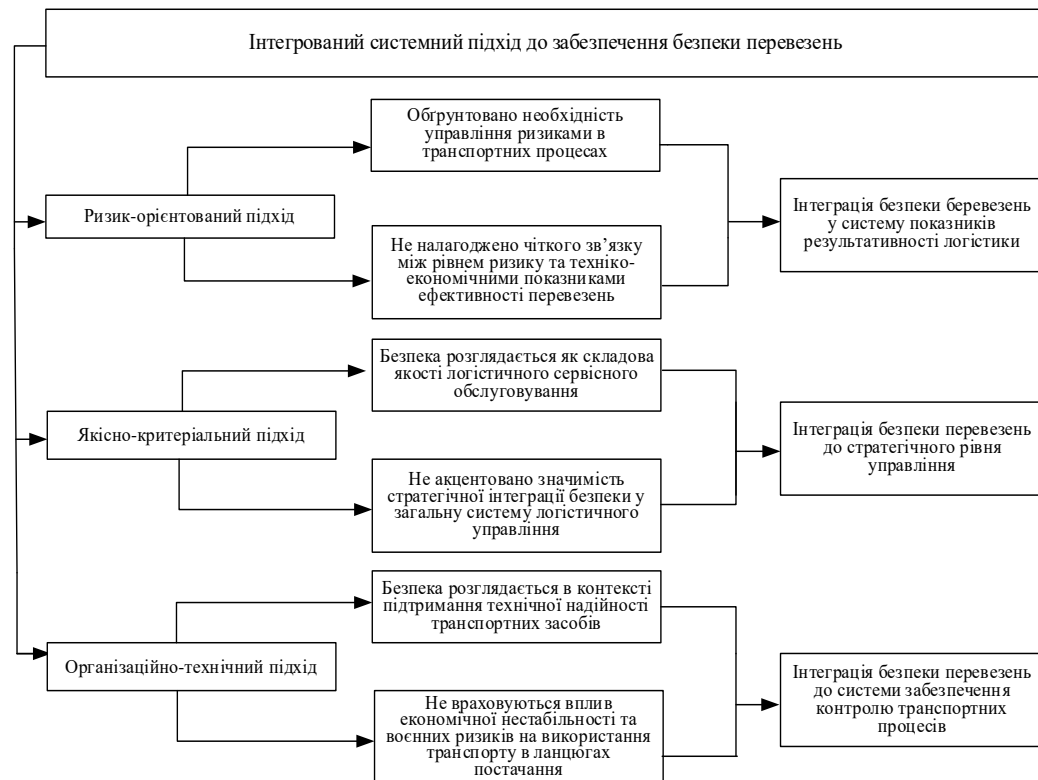 Інтегрований системний підхід до забезпечення безпеки перевезень
Обґрунтовано необхідність
управління ризиками в
транспортних процесах
Ризик-орієнтований підхід
Не налагоджено чіткого зв’язку
між рівнем ризику та техніко-
економічними показниками
ефективності перевезень
Інтеграція безпеки беревезень
у систему показників
результативності логістики
Безпека розглядається як складова
якості логістичного сервісного
обслуговування
Якісно-критеріальний підхід
Не акцентовано значимість
стратегічної інтеграції безпеки у
загальну систему логістичного
управління
Інтеграція безпеки перевезень
до стратегічного рівня
управління
Безпека розглядається в контексті
підтримання технічної надійності
транспортних засобів
Організаційно-технічний підхід
Не враховуються вплив
економічної нестабільності та
воєнних ризиків на використання
транспорту в ланцюгах
постачання
Інтеграція безпеки перевезень
до системи забезпечення
контролю транспортних
процесів